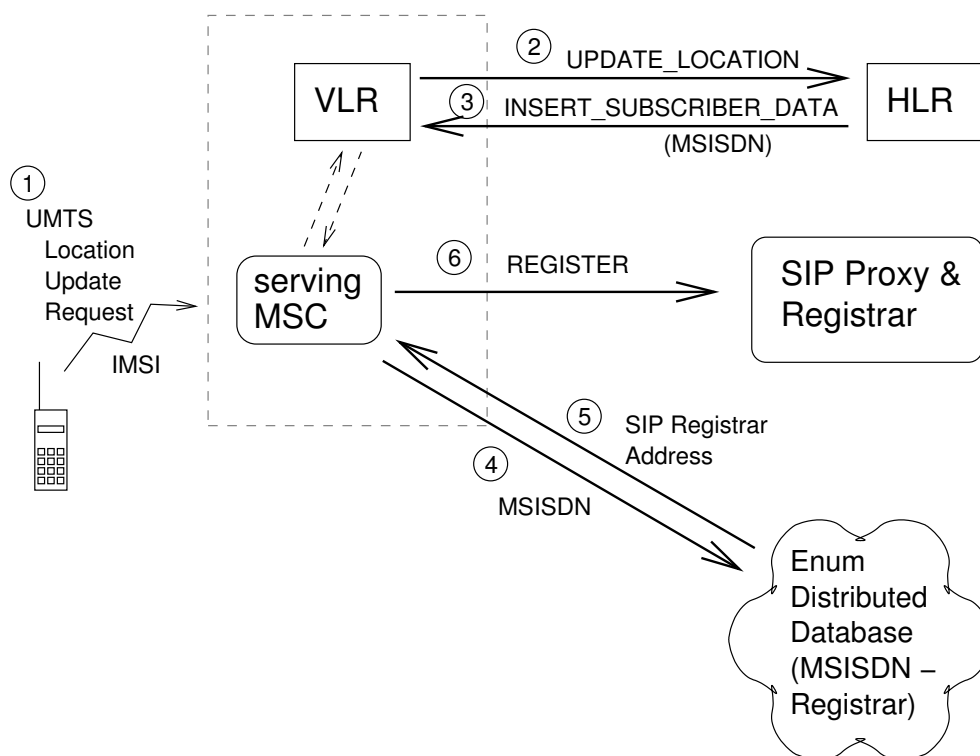 2
UPDATE_LOCATION
VLR
HLR
3
INSERT_SUBSCRIBER_DATA
(MSISDN)
1
UMTS
Location
Update
Request
IMSI
serving
MSC
6
REGISTER
SIP Proxy &
Registrar
5
SIP Registrar
Address
4
MSISDN
Enum
Distributed
Database
(MSISDN –
Registrar)